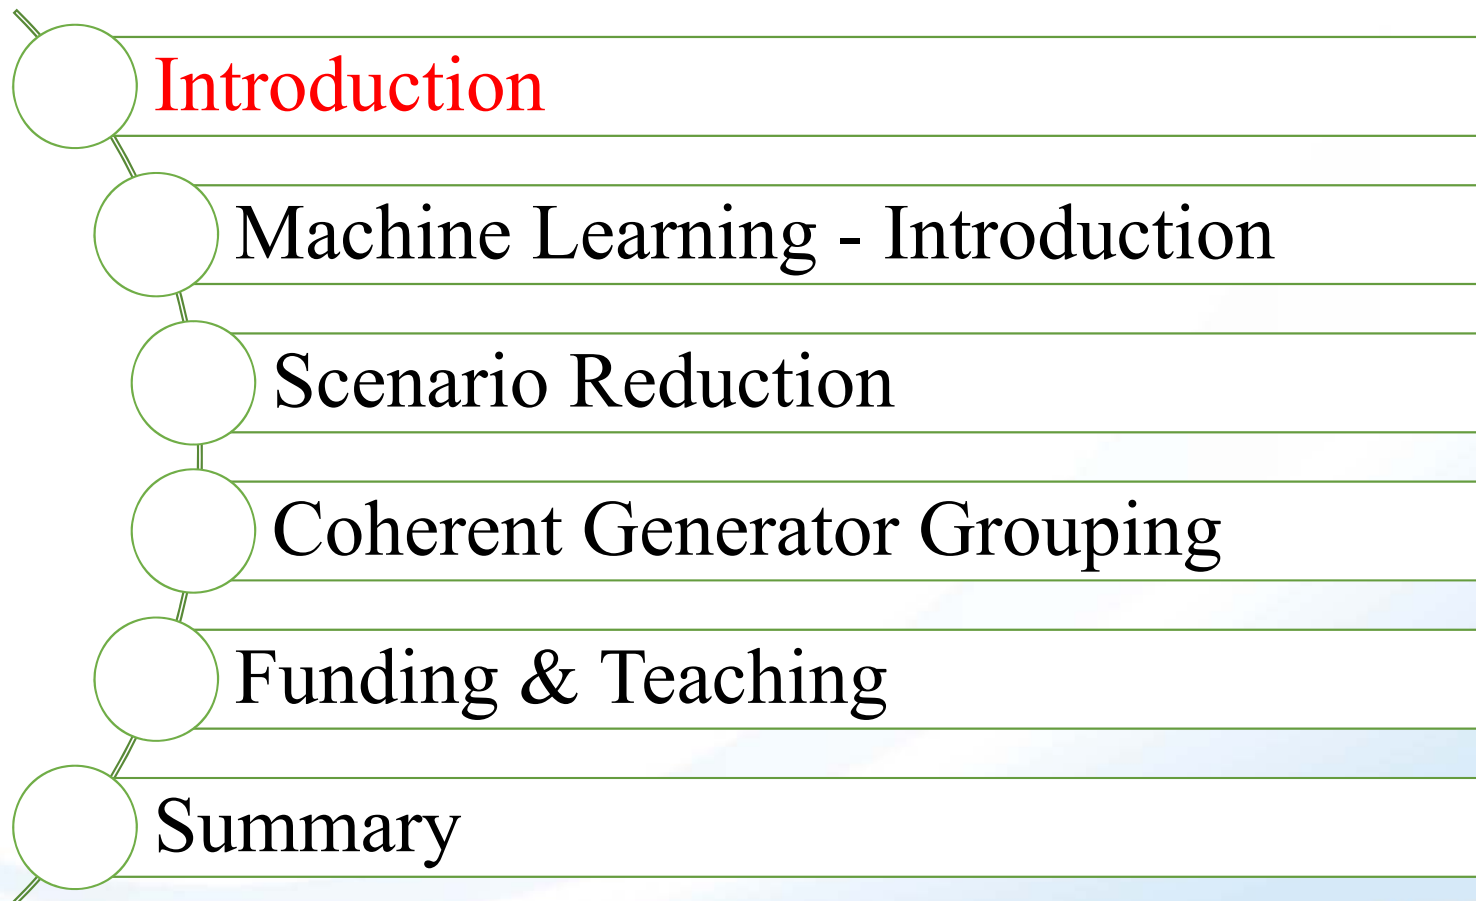 Introduction
Machine Learning - Introduction
Scenario Reduction
Coherent Generator Grouping
Funding & Teaching
Summary